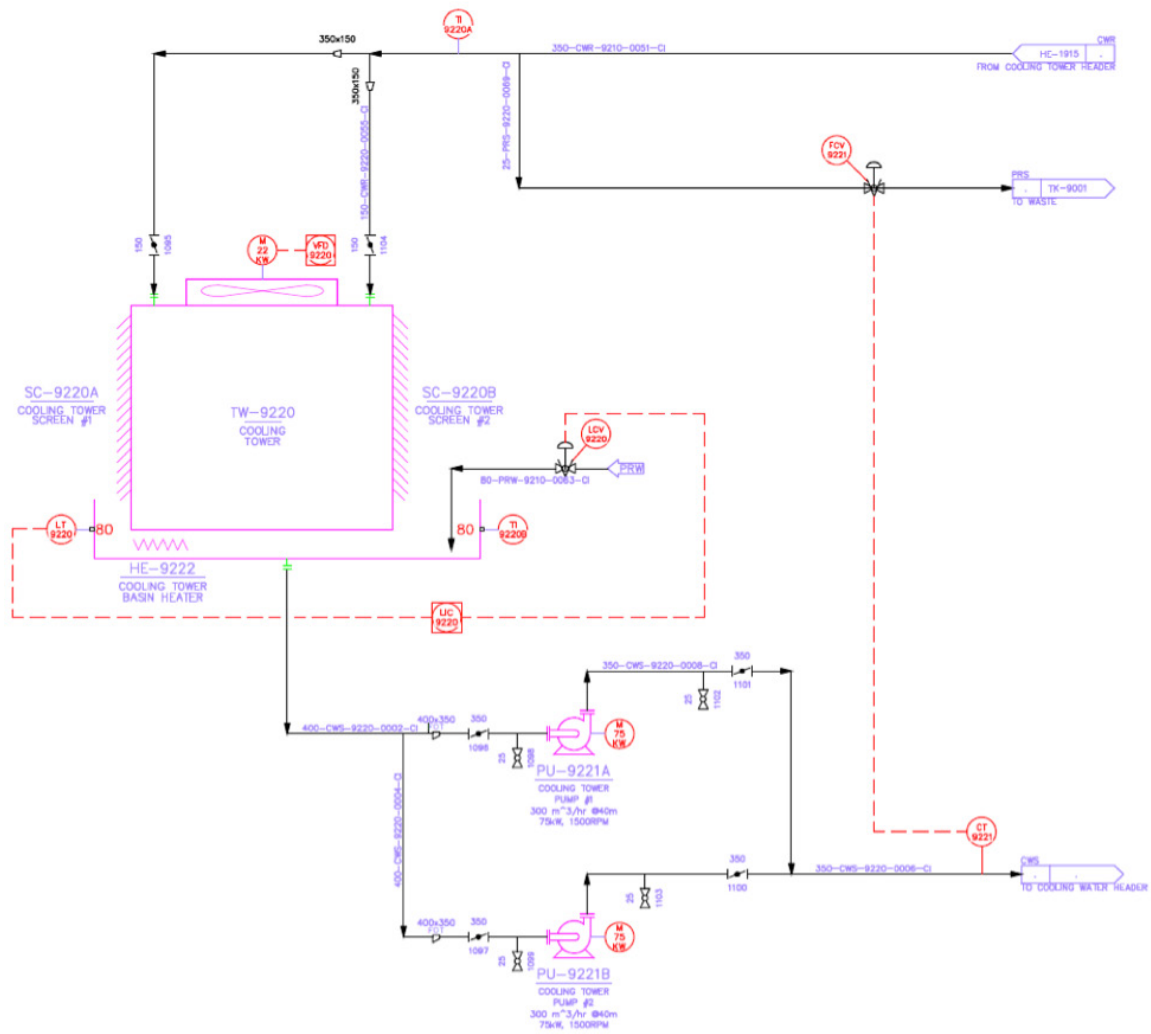 TI
9220A
350x150
350-CWR-9210-0051-CI
CWR
HE-1915
.
FROM COOLING TOWER HEADER
350x150
25-PRS-9220-0069-CI
150-CWR-9220-0055-CI
FCV
9221
PRS
.
TK-9001
TO WASTE
150
1095
M
22
KW
VFD
9220
150
1104
SC-9220A
COOLING TOWER
SCREEN #1
TW-9220
COOLING
TOWER
SC-9220B
COOLING TOWER
SCREEN #2
LCV
9220
PRW
80-PRW-9210-0063-CI
LT
9220
80
80
TI
9220B
HE-9222
COOLING TOWER
BASIN HEATER
LIC
9220
350-CWS-9220-0008-CI
350
1101
25
1102
400-CWS-9220-0002-CI
400x350
FOT
350
1096
25
1098
M
75
KW
PU-9221A
COOLING TOWER
PUMP #1
300 m^3/hr @40m
75kW, 1500RPM
400-CWS-9220-0004-CI
CT
9221
350
1100
25
1103
350-CWS-9220-0006-CI
CWS
.
.
TO COOLING WATER HEADER
400x350
FOT
350
1097
25
1099
M
75
KW
PU-9221B
COOLING TOWER
PUMP #2
300 m^3/hr @40m
75kW, 1500RPM